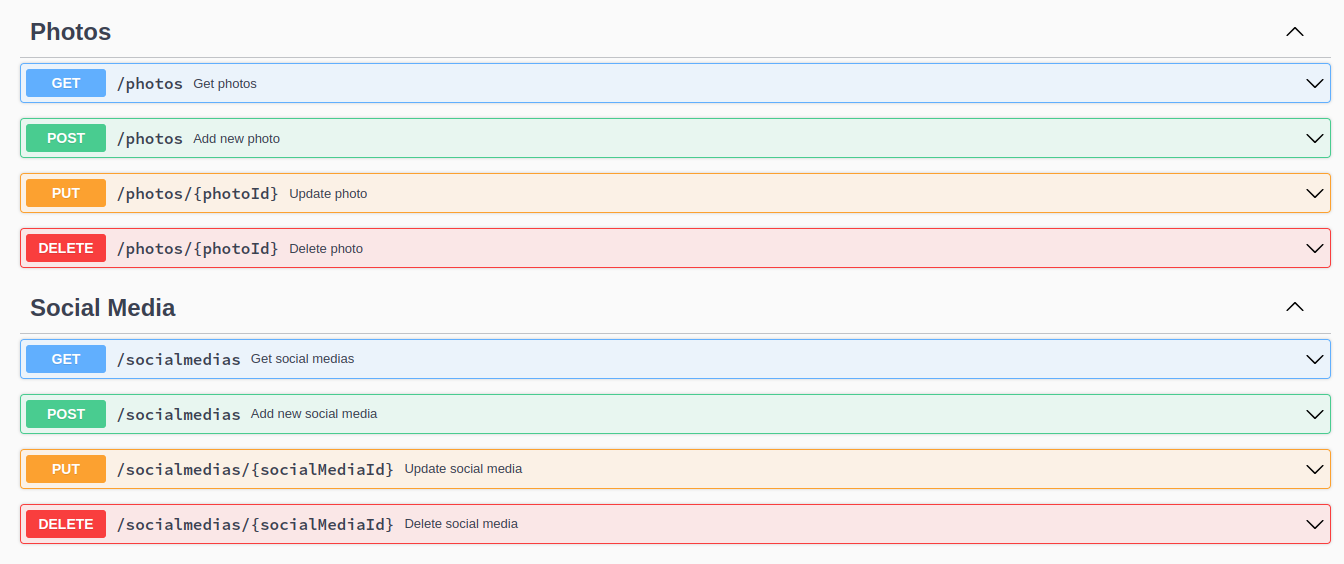 Photos
GET /photos Get photos
POST /photos Add new photo
PUT /photos/{photoId} Update photo
DELETE /photos/{photoId} Delete photo
Social Media
GET /socialmedias Get social medias
POST /socialmedias Add new social media
PUT /socialmedias/{socialMediaId} Update social media
DELETE /socialmedias/{socialMediaId} Delete social media